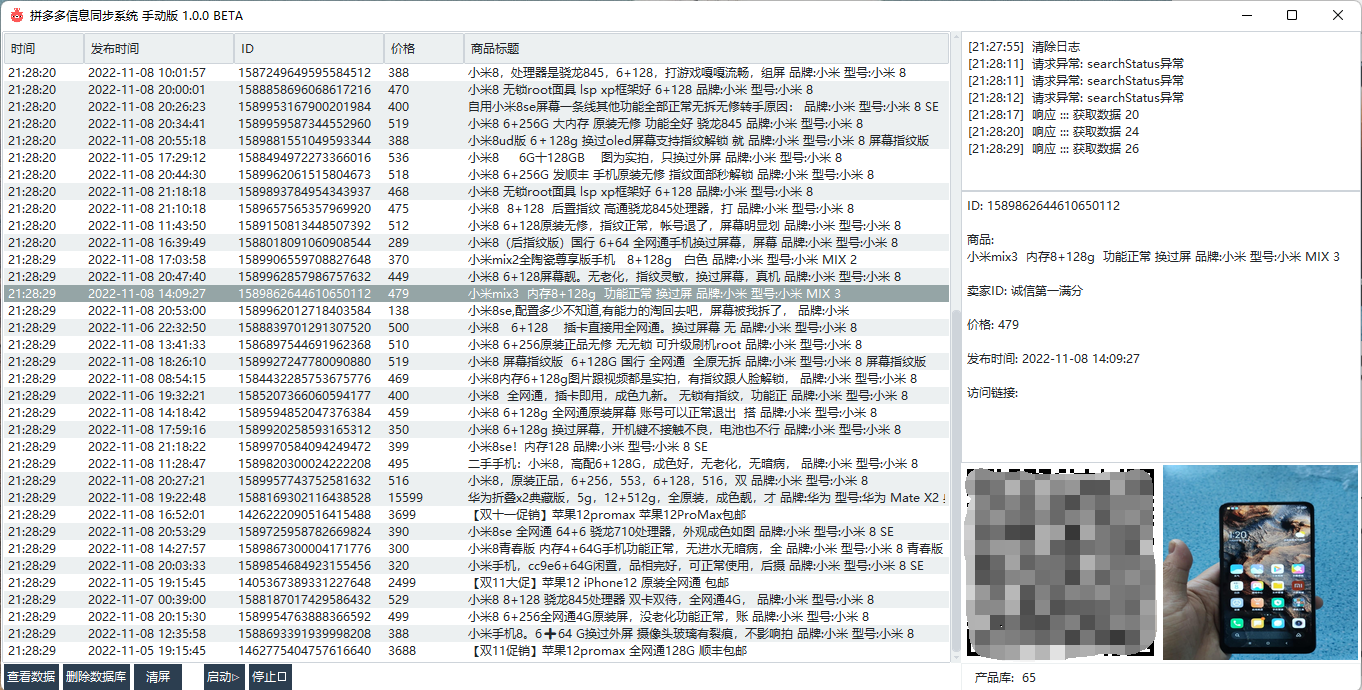 拼多多信息同步系统 手动版 1.0.0 BETA
时间 发布时间 ID 价格 商品标题
21:28:20 2022-11-08 10:01:57 1587249649595584512 388 小米8，处理器是骁龙845，6+128，打游戏嘎嘎流畅，组屏 品牌:小米 型号:小米 8
21:28:20 2022-11-08 20:00:01 1588858696068617216 470 小米8 无锁root面具 lsp xp框架好 6+128 品牌:小米 型号:小米 8
21:28:20 2022-11-08 20:26:23 1589953167900201984 400 自用小米8se屏幕一条线其他功能全部正常无拆无修转手原因： 品牌:小米 型号:小米 8 SE
21:28:20 2022-11-08 20:34:41 1589959587344552960 519 小米8 6+256G 大内存 原装无修 功能全好 骁龙845 品牌:小米 型号:小米 8
21:28:20 2022-11-08 20:55:18 1589881551049593344 388 小米8ud版 6＋128g 换过oled屏幕支持指纹解锁 就 品牌:小米 型号:小米 8 屏幕指纹版
21:28:20 2022-11-05 17:29:12 1588494972273366016 536 小米8 6G十128GB 图为实拍，只换过外屏 品牌:小米 型号:小米 8
21:28:20 2022-11-08 20:44:30 1589962061515804673 518 小米8 6+256G 发顺丰 手机原装无修 指纹面部秒解锁 品牌:小米 型号:小米 8
21:28:20 2022-11-08 21:18:18 1589893784954343937 468 小米8 无锁root面具 lsp xp框架好 6+128 品牌:小米 型号:小米 8
21:28:20 2022-11-08 21:10:18 1589657565357969920 475 小米8 8+128 后置指纹 高通骁龙845处理器，打 品牌:小米 型号:小米 8
21:28:20 2022-11-08 11:43:50 1589150813448507392 512 小米8 6+128原装无修，指纹正常，帐号退了，屏幕明显划 品牌:小米 型号:小米 8
21:28:20 2022-11-08 16:39:49 1588018091060908544 289 小米8（后指纹版）国行 6+64 全网通手机换过屏幕，屏幕 品牌:小米 型号:小米 8
21:28:20 2022-11-08 17:03:58 1589906559708827648 370 小米mix2全陶瓷尊享版手机 8+128g 白色 品牌:小米 型号:小米 MIX 2
21:28:20 2022-11-08 20:47:40 1589962857986757632 449 小米8 6+128屏幕靓。无老化，指纹灵敏，换过屏幕，真机 品牌:小米 型号:小米 8
21:28:29 2022-11-08 14:09:27 1589862644610650112 479 小米mix3 内存8+128g 功能正常 换过屏 品牌:小米 型号:小米 MIX 3
21:28:29 2022-11-08 20:53:00 1589962012718403584 138 小米8se,配置多少不知道,有能力的淘回去吧，屏幕被我拆了， 品牌:小米
21:28:29 2022-11-06 22:32:50 1588839701291307520 500 小米8 6+128 插卡直接用全网通。换过屏幕 无 品牌:小米 型号:小米 8
21:28:29 2022-11-08 13:41:33 1586897544691962368 510 小米8 6+256原装正品无修 无无锁 可升级刷机root 品牌:小米 型号:小米 8
21:28:29 2022-11-08 18:26:10 1589927247780090880 519 小米8 屏幕指纹版 6+128G 国行 全网通 全原无拆 品牌:小米 型号:小米 8 屏幕指纹版
21:28:29 2022-11-08 08:54:15 1584432285753675776 469 小米8内存6+128g图片跟视频都是实拍，有指纹跟人脸解锁， 品牌:小米 型号:小米 8
21:28:29 2022-11-06 19:32:21 1585207366060594177 400 小米8 全网通，插卡即用，成色九新。 无锁有指纹，功能正 品牌:小米 型号:小米 8
21:28:29 2022-11-08 14:18:42 1589594852047376384 459 小米8 6+128g 全网通原装屏幕 账号可以正常退出 搭 品牌:小米 型号:小米 8
21:28:29 2022-11-08 17:59:16 1589920258593165312 350 小米8 6+128g 换过屏幕，开机键不接触不良，电池也不行 品牌:小米 型号:小米 8
21:28:29 2022-11-08 21:18:22 1589970584094249472 399 小米8se！内存128 品牌:小米 型号:小米 8 SE
21:28:29 2022-11-08 11:28:47 1589820300024222208 495 二手手机：小米8，高配6+128G，成色好，无老化，无暗病， 品牌:小米 型号:小米 8
21:28:29 2022-11-08 20:27:21 1589957743752581632 516 小米8，原装正品，6+256，553，6+128，516，双 品牌:小米 型号:小米 8
21:28:29 2022-11-08 19:22:48 1588169302116438528 15599 华为折叠x2典藏版，5g，12+512g，全原装，成色靓，才 品牌:华为 型号:华为 Mate X2
21:28:29 2022-11-08 16:52:01 1426222090516415488 3699 【双十一促销】苹果12promax 苹果12ProMax包邮
21:28:29 2022-11-08 20:53:29 1589725958782669824 390 小米8se 全网通 64+6 骁龙710处理器，外观成色如图 品牌:小米 型号:小米 8 SE
21:28:29 2022-11-08 14:27:57 1589867300004171776 300 小米8青春版 内存4+64G手机功能正常，无进水无暗病，全 品牌:小米 型号:小米 8 青春版
21:28:29 2022-11-08 20:03:33 1589854684923155456 320 小米手机，cc9e6+64G闲置，品相完好，可正常使用，后摄 品牌:小米 型号:小米 8 SE
21:28:29 2022-11-05 19:15:45 1405367389331227648 2499 【双11大促】苹果12 iPhone12 原装全网通 包邮
21:28:29 2022-11-07 00:39:00 1588187017429586432 529 小米8 8+128 骁龙845处理器 双卡双待，全网通4G， 品牌:小米 型号:小米 8
21:28:29 2022-11-08 20:15:30 1589954763888366592 499 小米8 6+256全网通4G原装屏，没老化功能正常，账 品牌:小米 型号:小米 8
21:28:29 2022-11-08 12:35:58 1588693391939998208 388 小米手机8。6➕64 G换过外屏 摄像头玻璃有裂痕，不影响拍 品牌:小米 型号:小米 8
21:28:29 2022-11-05 19:15:45 1462775404757616640 3688 【双11促销】苹果12promax 全网通128G 顺丰包邮
查看数据 删除数据库 清屏 启动▷ 停止口
[21:27:55] 清除日志
[21:28:11] 请求异常: searchStatus异常
[21:28:11] 请求异常: searchStatus异常
[21:28:12] 请求异常: searchStatus异常
[21:28:17] 响应 ::: 获取数据 20
[21:28:20] 响应 ::: 获取数据 24
[21:28:29] 响应 ::: 获取数据 26
ID: 1589862644610650112
商品:
小米mix3 内存8+128g 功能正常 换过屏 品牌:小米 型号:小米 MIX 3
卖家ID: 诚信第一满分
价格: 479
发布时间: 2022-11-08 14:09:27
访问链接:
1:20
产品库: 65